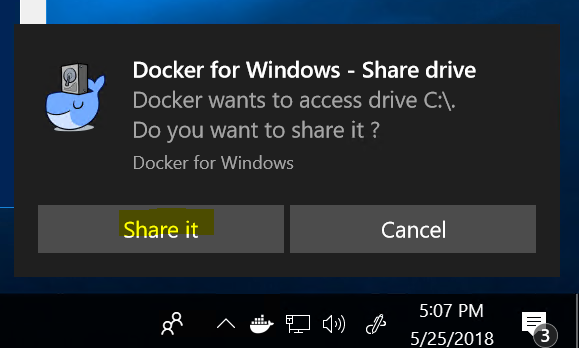 Docker for Windows - Share drive
Docker wants to access drive C:\.
Do you want to share it ?
Docker for Windows
Share it
Cancel
5:07 PM
5/25/2018
3